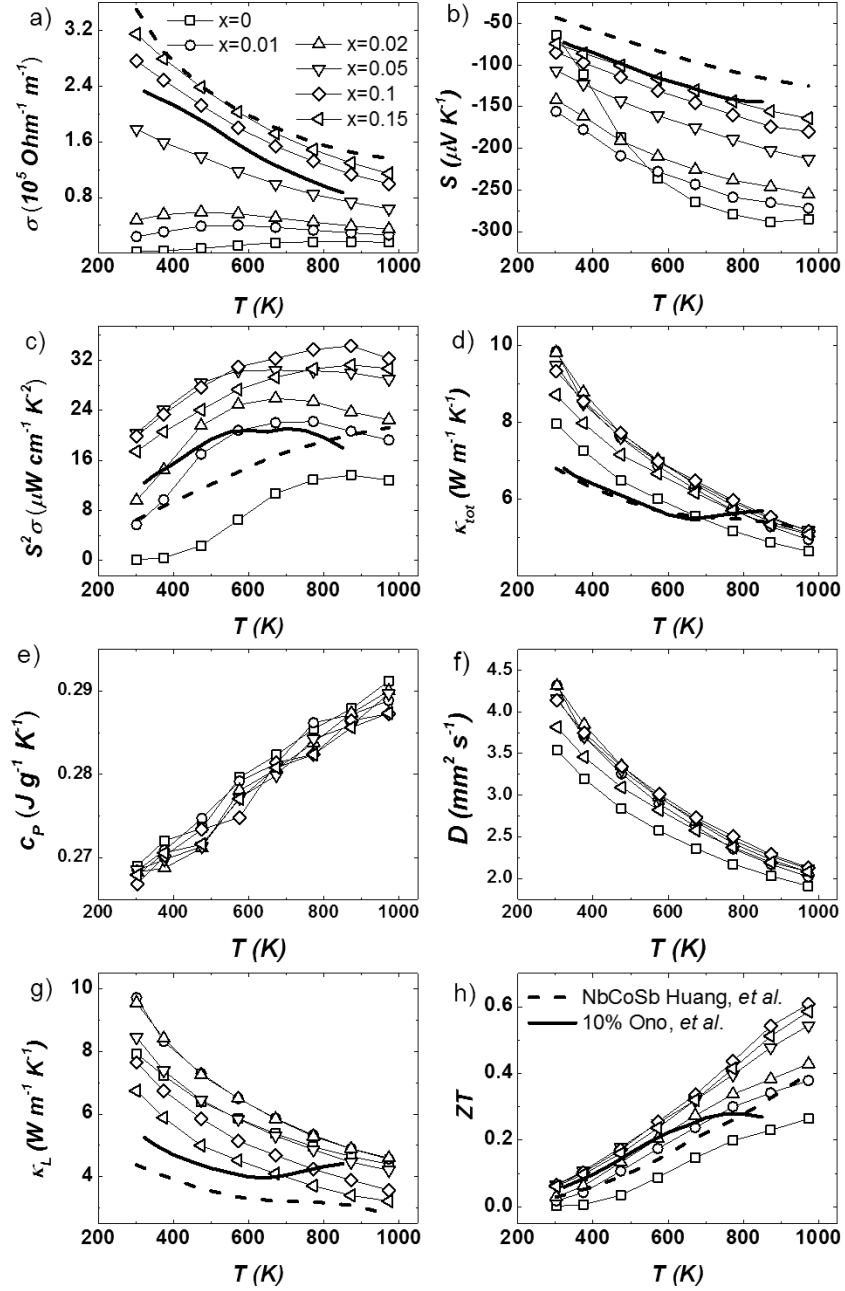 a)
x=0
x=0.01
x=0.02
x=0.05
x=0.1
x=0.15
3.2
2.4
1.6
0.8
σ (10⁵ Ohm⁻¹ m⁻¹)
200 400 600 800 1000
T (K)
b)
0
-50
-100
-150
-200
-250
-300
S (μV K⁻¹)
200 400 600 800 1000
T (K)
c)
32
24
16
8
0
S² σ (μW cm⁻¹ K⁻²)
200 400 600 800 1000
T (K)
d)
10
8
6
κtot (W m⁻¹ K⁻¹)
200 400 600 800 1000
T (K)
e)
0.29
0.28
0.27
cP (J g⁻¹ K⁻¹)
200 400 600 800 1000
T (K)
f)
4.5
4.0
3.5
3.0
2.5
2.0
D (mm² s⁻¹)
200 400 600 800 1000
T (K)
g)
10
8
6
4
κL (W m⁻¹ K⁻¹)
200 400 600 800 1000
T (K)
h)
NbCoSb Huang, et al.
10% Ono, et al.
0.6
0.4
0.2
0.0
ZT
200 400 600 800 1000
T (K)